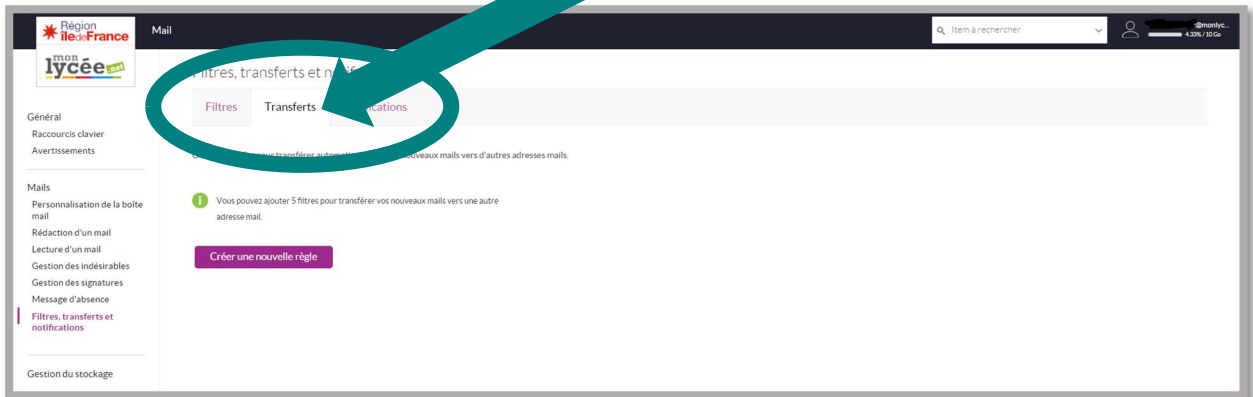 Région
îledeFrance
Mail
Item à rechercher
@monlyc...
4.33% / 10 Go
mon
lycée.net
Filtres, transferts et
Filtres
Transferts
Général
Raccourcis clavier
Avertissements
pour transférer
nouveaux mails vers d'autres adresses mails.
Mails
Personnalisation de la boîte
mail
Rédaction d'un mail
Lecture d'un mail
Gestion des indésirables
Gestion des signatures
Message d'absence
Filtres, transferts et
notifications
Gestion du stockage
Vous pouvez ajouter 5 filtres pour transférer vos nouveaux mails vers une autre
adresse mail.
Créer une nouvelle règle